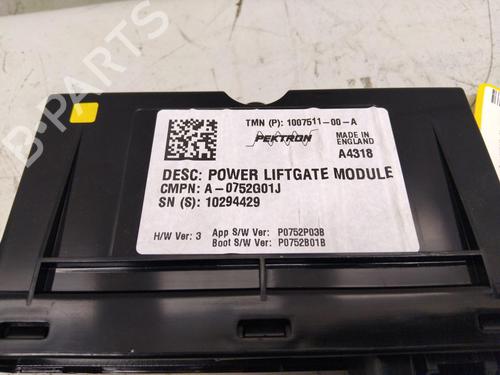 B-PARTS
TMN (P): 1007511-00-A
PEKTRON
MADE IN
ENGLAND
A4318
DESC: POWER LIFTGATE MODULE
CMPN: A-0752G01J
SN (S): 10294429
H/W Ver: 3
App S/W Ver: P0752P03B
Boot S/W Ver: P0752B01B